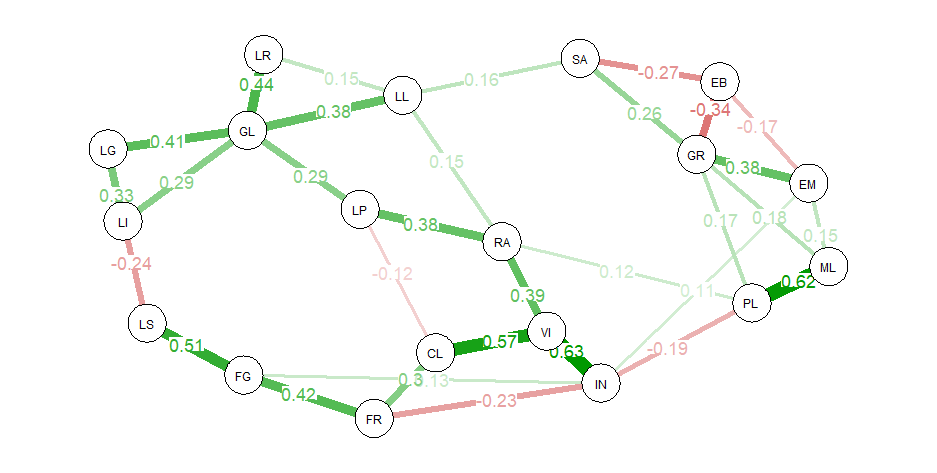 LR
SA
0.15
-0.27
0.16
EB
0.44
LL
0.38
0.26
-0.34
GL
-0.17
0.41
LG
GR
0.38
0.15
0.29
0.29
EM
0.33
LP
0.17
0.18
LI
0.38
0.15
RA
-0.24
ML
-0.12
0.12
0.62
0.11
0.39
PL
LS
VI
0.51
0.57
0.63
-0.19
CL
FG
0.3
0.13
IN
0.42
-0.23
FR